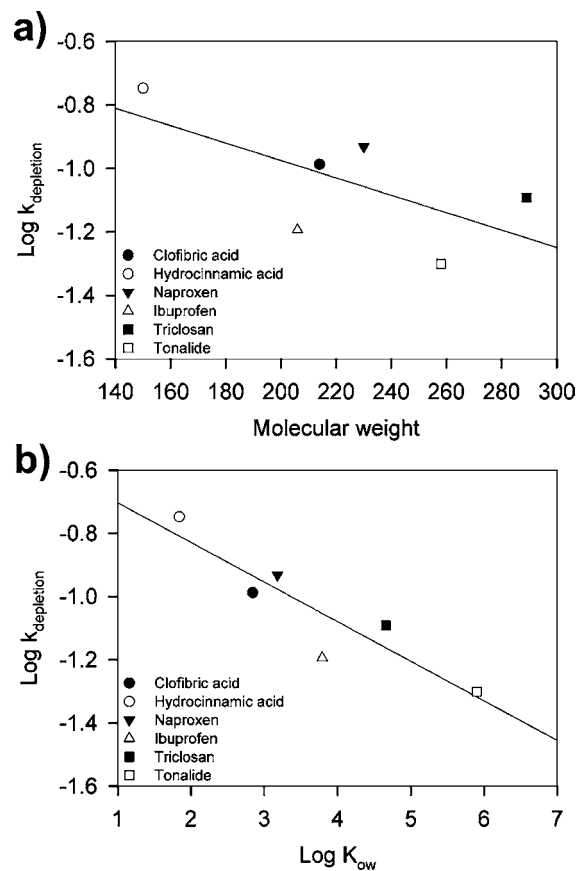 a)
-0.6
-0.8
-1.0
-1.2
-1.4
-1.6
Log kdepletion
Clofibric acid
Hydrocinnamic acid
Naproxen
Ibuprofen
Triclosan
Tonalide
140 160 180 200 220 240 260 280 300
Molecular weight
b)
-0.6
-0.8
-1.0
-1.2
-1.4
-1.6
Log kdepletion
Clofibric acid
Hydrocinnamic acid
Naproxen
Ibuprofen
Triclosan
Tonalide
1 2 3 4 5 6 7
Log Kow